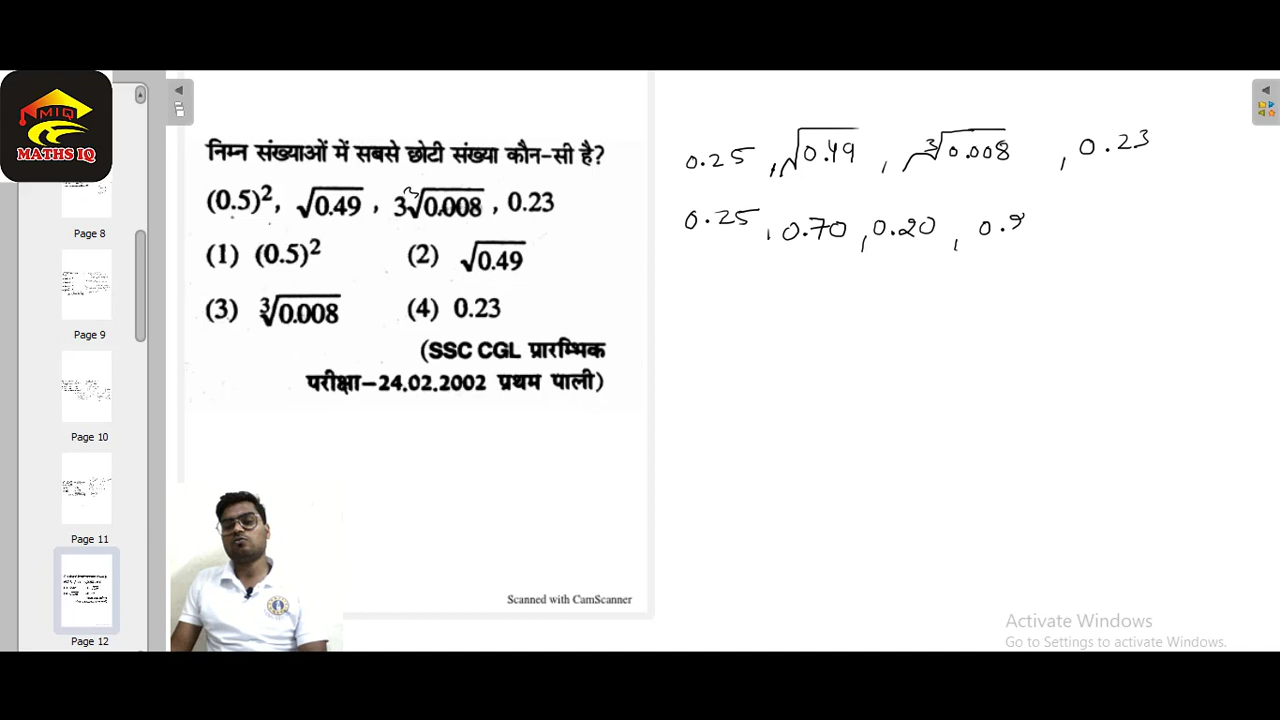 MIQ
MATHS IQ
Page 8
Page 9
Page 10
Page 11
Page 12
निम्न संख्याओं में सबसे छोटी संख्या कौन-सी है?
(0.5)², √0.49 , 3√0.008 , 0.23
(1) (0.5)² (2) √0.49
(3) ∛0.008 (4) 0.23
(SSC CGL प्रारम्भिक
परीक्षा–24.02.2002 प्रथम पाली)
Scanned with CamScanner
0.25 , √0.49 , ∛0.008 , 0.23
0.25 , 0.70 , 0.20 ,
Activate Windows
Go to Settings to activate Windows.